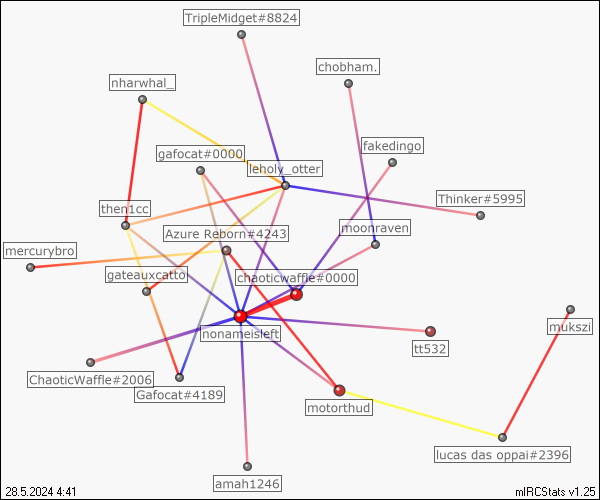 TripleMidget#8824
chobham.
nharwhal_
fakedingo
gafocat#0000
leholy_otter
Thinker#5995
then1cc
moonraven
Azure Reborn#4243
mercurybro
gateauxcatto
chaoticwaffle#0000
nonameisleft
mukszi
tt532
ChaoticWaffle#2006
Gafocat#4189
motorthud
lucas das oppai#2396
amah1246
28.5.2024 4:41
mIRCStats v1.25